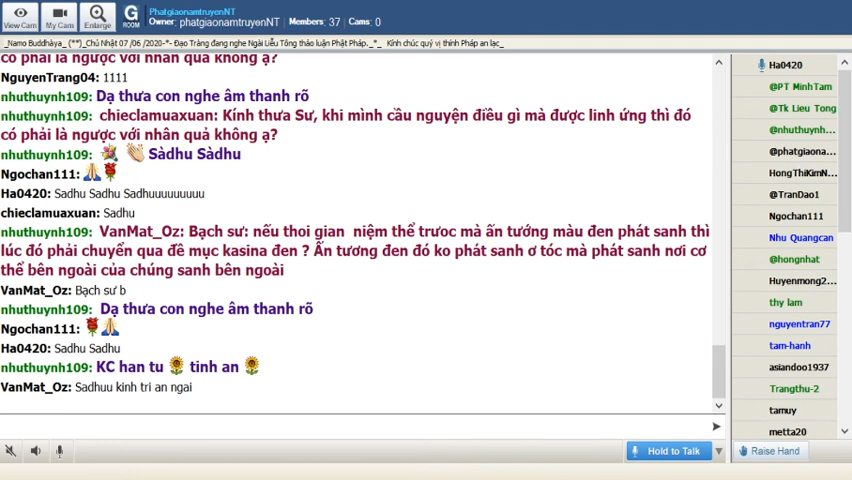 PhatgiaonamtruyenNT
Owner: phatgiaonamtruyenNT Members: 37 Cams: 0
View Cam My Cam Enlarge G ROOM
_Namo Buddhàya_ (**)_Chủ Nhật 07 /06 /2020-*- Đạo Tràng đang nghe Ngài Liễu Tông thảo luận Phật Pháp._*_ Kính chúc quý vị thính Pháp an lạc_
có phải là ngược với nhân quả không ạ?
NguyenTrang04: 1111
nhuthuynh109: Dạ thưa con nghe âm thanh rõ
nhuthuynh109: chieclamuaxuan: Kính thưa Sư, khi mình cầu nguyện điều gì mà được linh ứng thì đó
có phải là ngược với nhân quả không ạ?
nhuthuynh109: Sàdhu Sàdhu
Ngochan111:
Ha0420: Sadhu Sadhu Sadhuuuuuuuu
chieclamuaxuan: Sadhu
nhuthuynh109: VanMat_Oz: Bạch sư: nếu thoi gian niệm thể trưoc mà ấn tướng màu đen phát sanh thì
lúc đó phải chuyển qua đề mục kasina đen ? Ấn tương đen đó ko phát sanh ơ tóc mà phát sanh nơi cơ
thể bên ngoài của chúng sanh bên ngoài
VanMat_Oz: Bạch sư b
nhuthuynh109: Dạ thưa con nghe âm thanh rõ
Ngochan111:
Ha0420: Sadhu Sadhu
nhuthuynh109: KC han tu tinh an
VanMat_Oz: Sadhuu kinh tri an ngai
Hold to Talk
Ha0420
@PT MinhTam
@Tk Lieu Tong
@nhuthuynh...
@phatgiaona...
HongThiKimN...
@TranDao1
Ngochan111
Nhu Quangcan
@hongnhat
Huyenmong2...
thy lam
nguyentran77
tam-hanh
asiandoo1937
Trangthu-2
tamuy
metta20
Raise Hand